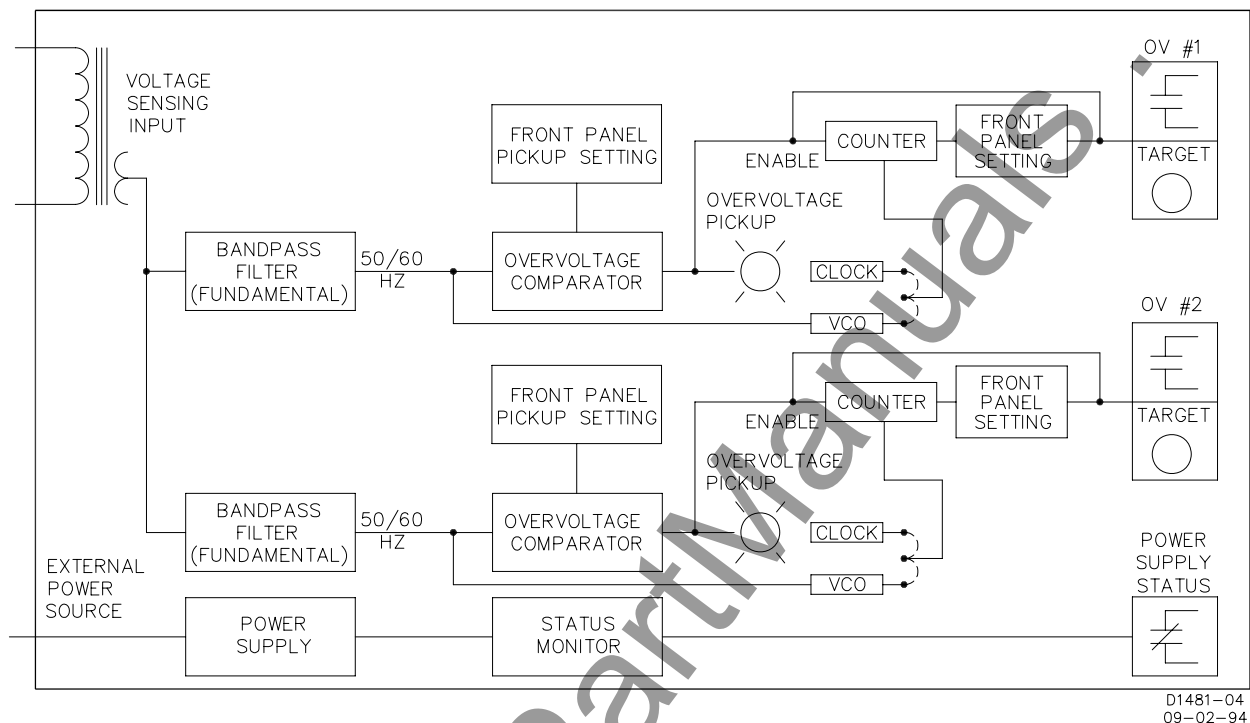 VOLTAGE
SENSING
INPUT
FRONT PANEL
PICKUP SETTING
ENABLE
COUNTER
FRONT
PANEL
SETTING
OV #1
TARGET
BANDPASS
FILTER
(FUNDAMENTAL)
50/60
HZ
OVERVOLTAGE
COMPARATOR
OVERVOLTAGE
PICKUP
CLOCK
VCO
FRONT PANEL
PICKUP SETTING
ENABLE
COUNTER
FRONT
PANEL
SETTING
OV #2
TARGET
BANDPASS
FILTER
(FUNDAMENTAL)
50/60
HZ
OVERVOLTAGE
COMPARATOR
OVERVOLTAGE
PICKUP
CLOCK
VCO
EXTERNAL
POWER
SOURCE
POWER
SUPPLY
STATUS
MONITOR
POWER
SUPPLY
STATUS
D1481-04
09-02-94
PartManuals.